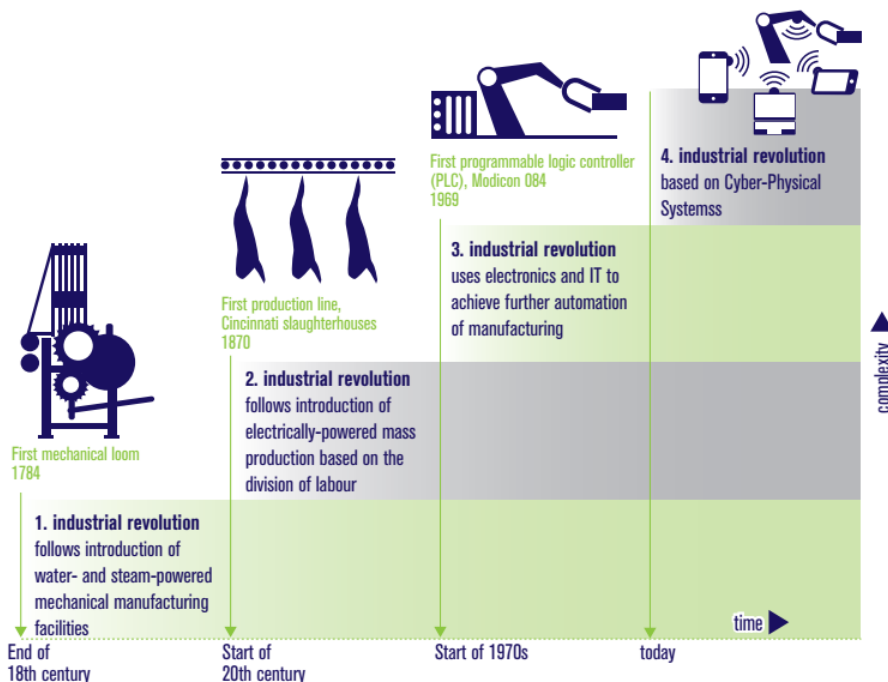 First programmable logic controller
(PLC), Modicon 084
1969
4. industrial revolution
based on Cyber-Physical
Systemss
3. industrial revolution
uses electronics and IT to
achieve further automation
of manufacturing
First production line,
Cincinnati slaughterhouses
1870
2. industrial revolution
follows introduction of
electrically-powered mass
production based on the
division of labour
First mechanical loom
1784
1. industrial revolution
follows introduction of
water- and steam-powered
mechanical manufacturing
facilities
complexity
time
End of
18th century
Start of
20th century
Start of 1970s
today